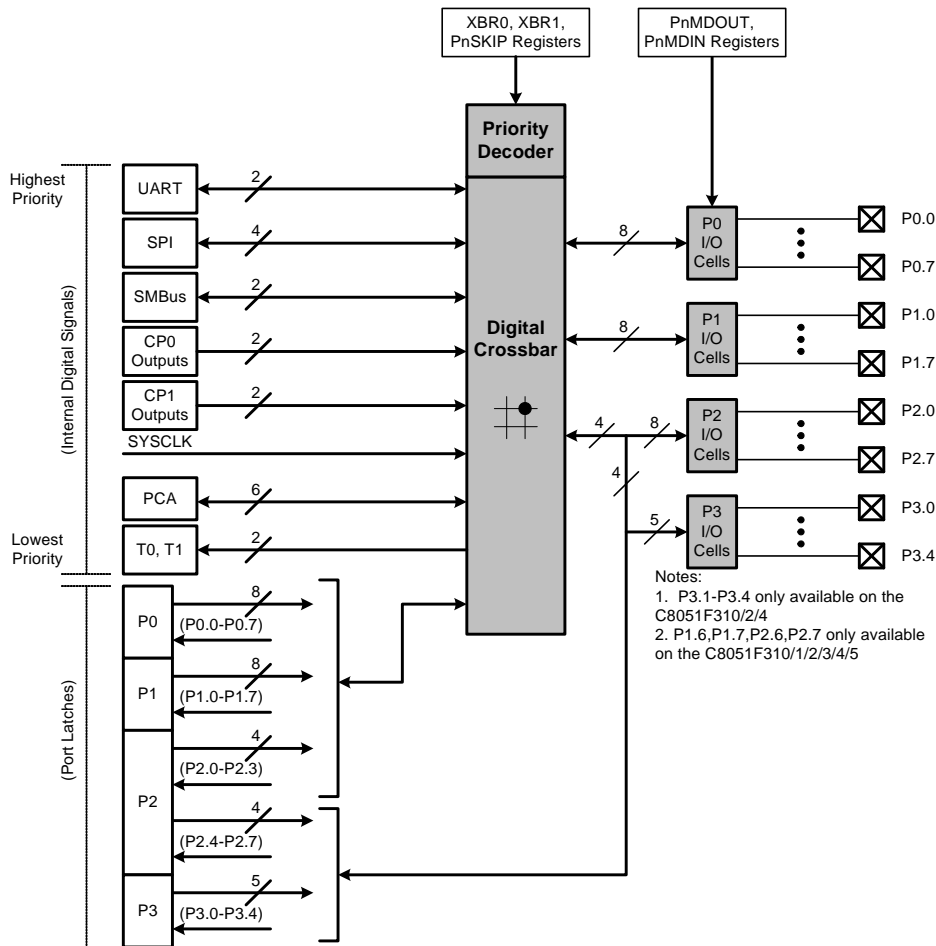 XBR0, XBR1,
PnSKIP Registers
PnMDOUT,
PnMDIN Registers
Priority
Decoder
Highest
Priority
UART
2
SPI
4
SMBus
2
CP0
Outputs
2
CP1
Outputs
2
SYSCLK
PCA
6
T0, T1
2
Lowest
Priority
(Internal Digital Signals)
Digital
Crossbar
8
P0
I/O
Cells
P0.0
P0.7
8
P1
I/O
Cells
P1.0
P1.7
4
8
P2
I/O
Cells
P2.0
P2.7
4
5
P3
I/O
Cells
P3.0
P3.4
Notes:
1. P3.1-P3.4 only available on the
C8051F310/2/4
2. P1.6,P1.7,P2.6,P2.7 only available
on the C8051F310/1/2/3/4/5
(Port Latches)
P0
8
(P0.0-P0.7)
P1
8
(P1.0-P1.7)
P2
4
(P2.0-P2.3)
4
(P2.4-P2.7)
P3
5
(P3.0-P3.4)